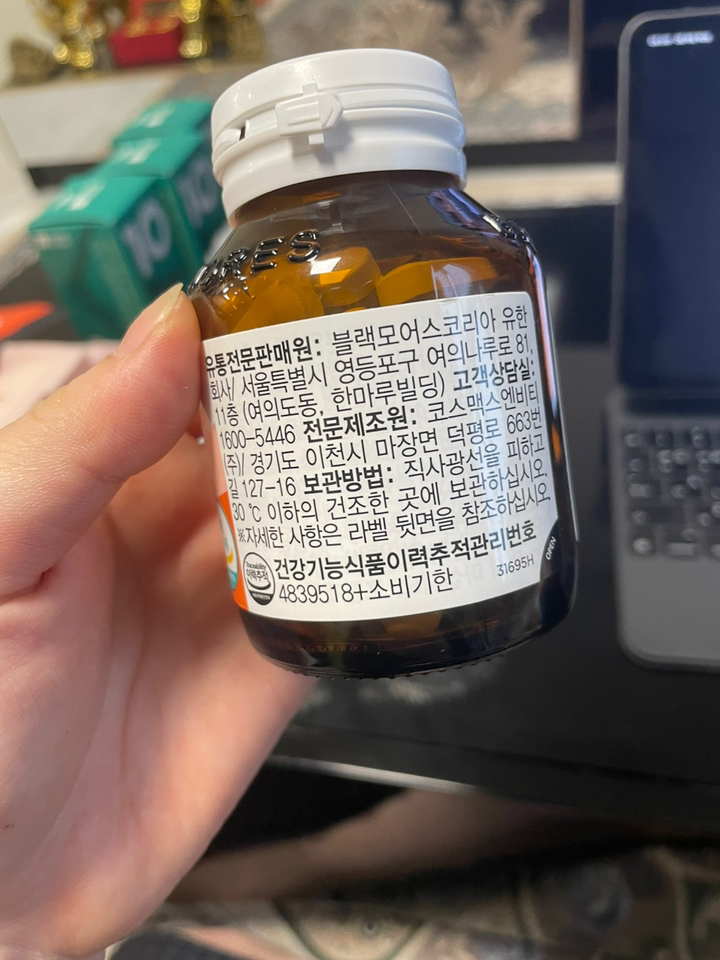 ORES
10
10
유통전문판매원: 블랙모어스코리아 유한
회사/ 서울특별시 영등포구 여의나루로 81,
11층 (여의도동, 한마루빌딩) 고객상담실:
1600-5446 전문제조원: 코스맥스엔비티
(주)/ 경기도 이천시 마장면 덕평로 663번
길 127-16 보관방법: 직사광선을 피하고
30 ℃ 이하의 건조한 곳에 보관하십시오.
※자세한 사항은 라벨 뒷면을 참조하십시오.
이력추적
건강기능식품이력추적관리번호
4839518+소비기한
31695H
OPEN